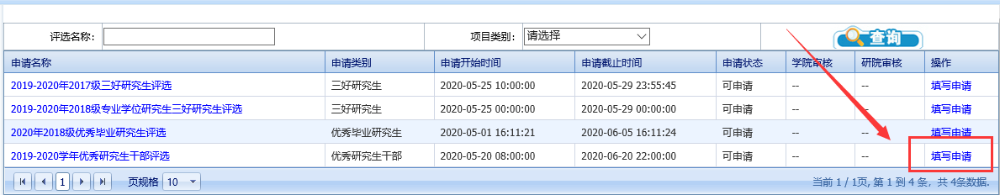 评选名称： 项目类别： 请选择 查询
申请名称 申请类别 申请开始时间 申请截止时间 申请状态 学院审核 研院审核 操作
2019-2020年2017级三好研究生评选 三好研究生 2020-05-25 10:00:00 2020-05-29 23:55:45 可申请 -- -- 填写申请
2019-2020年2018级专业学位研究生三好研究生评选 三好研究生 2020-05-25 00:00:00 2020-05-29 00:00:00 可申请 -- -- 填写申请
2020年2018级优秀毕业研究生评选 优秀毕业研究生 2020-05-01 16:11:21 2020-06-05 16:11:24 可申请 -- -- 填写申请
2019-2020学年优秀研究生干部评选 优秀研究生干部 2020-05-20 08:00:00 2020-06-20 22:00:00 可申请 -- -- 填写申请
1 页规格 10 当前 1 / 1页, 第 1 到 4 条，共 4条数据.